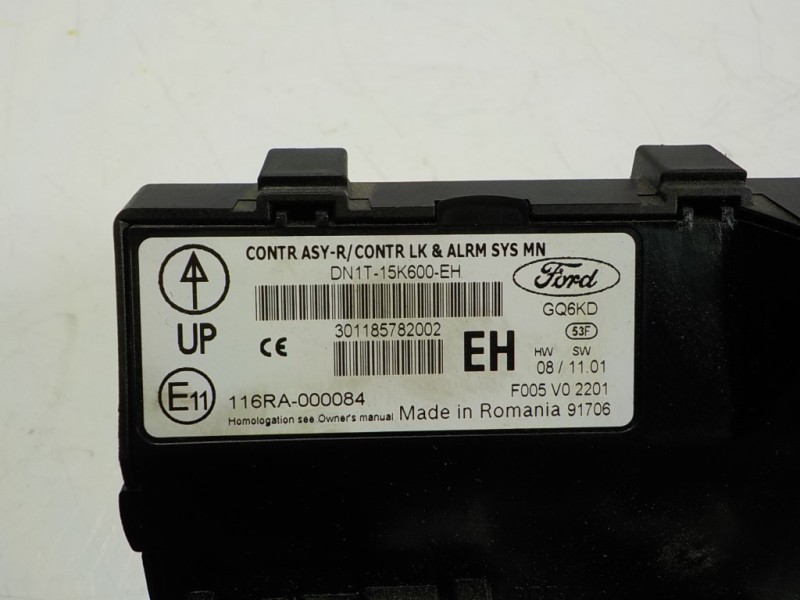 CONTR ASY-R/CONTR LK & ALRM SYS MN
DN1T-15K600-EH
Ford
GQ6KD
UP
CE
301185782002
EH
53F
HW SW
08 / 11.01
E11
116RA-000084
F005 V0 2201
Homologation see Owner's manual Made in Romania 91706